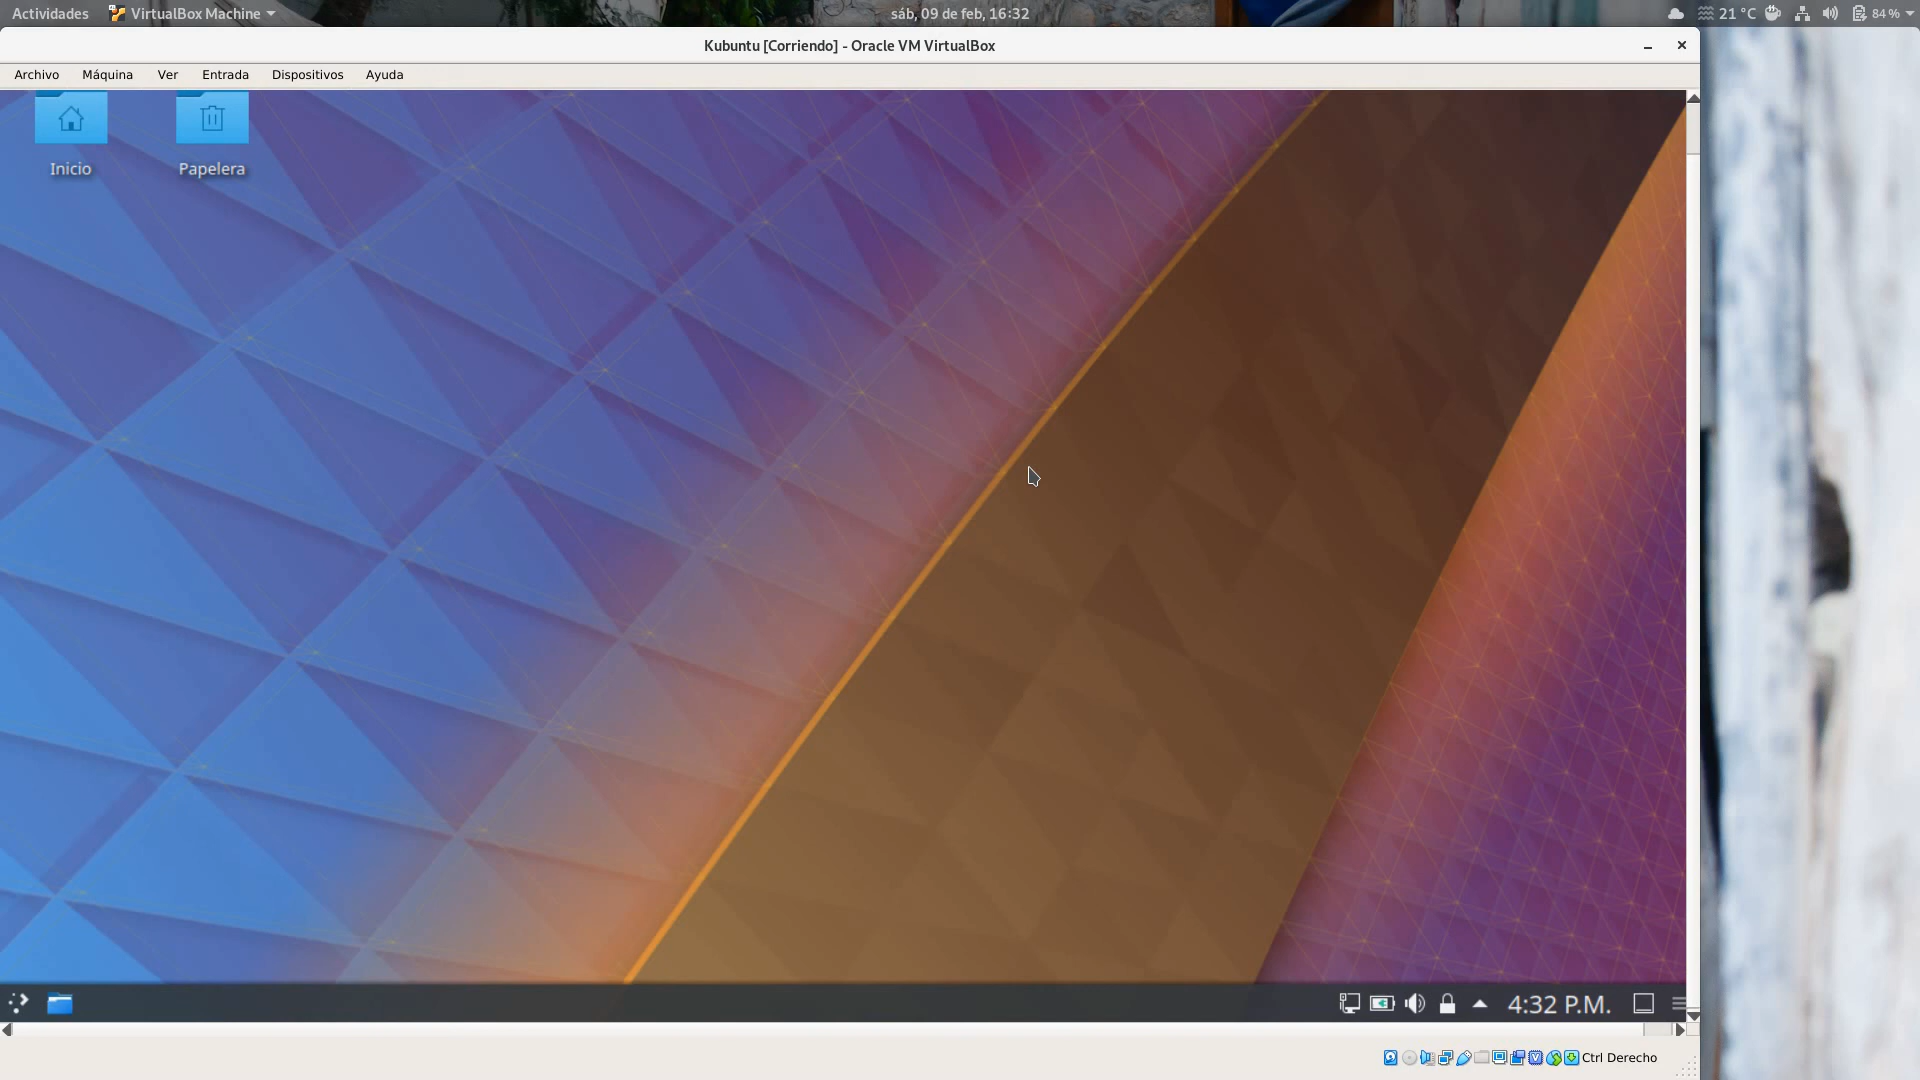 Actividades VirtualBox Machine sáb, 09 de feb, 16:32 21 °C 84 %
Kubuntu [Corriendo] - Oracle VM VirtualBox
Archivo Máquina Ver Entrada Dispositivos Ayuda
Inicio Papelera
4:32 P.M.
Ctrl Derecho